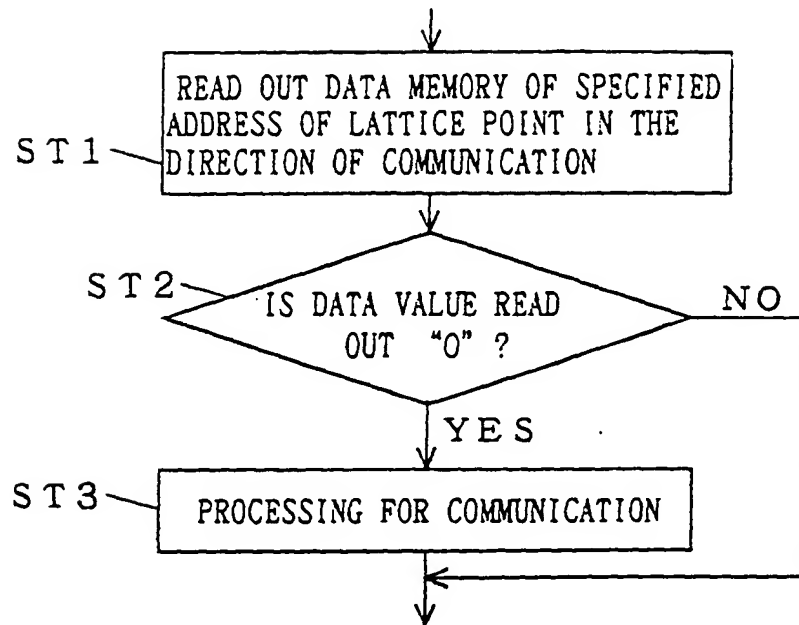 READ OUT DATA MEMORY OF SPECIFIED
ADDRESS OF LATTICE POINT IN THE
DIRECTION OF COMMUNICATION
ST1
ST2
IS DATA VALUE READ
OUT "0" ?
NO
YES
ST3
PROCESSING FOR COMMUNICATION